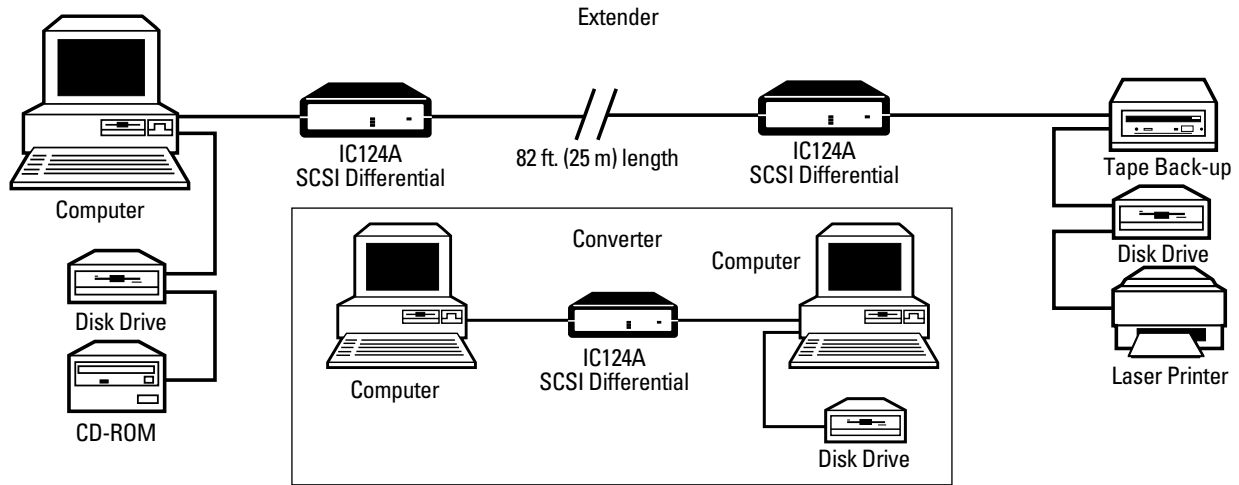 Extender
IC124A
SCSI Differential
82 ft. (25 m) length
IC124A
SCSI Differential
Tape Back-up
Computer
Disk Drive
CD-ROM
Disk Drive
Laser Printer
Converter
Computer
Computer
IC124A
SCSI Differential
Disk Drive